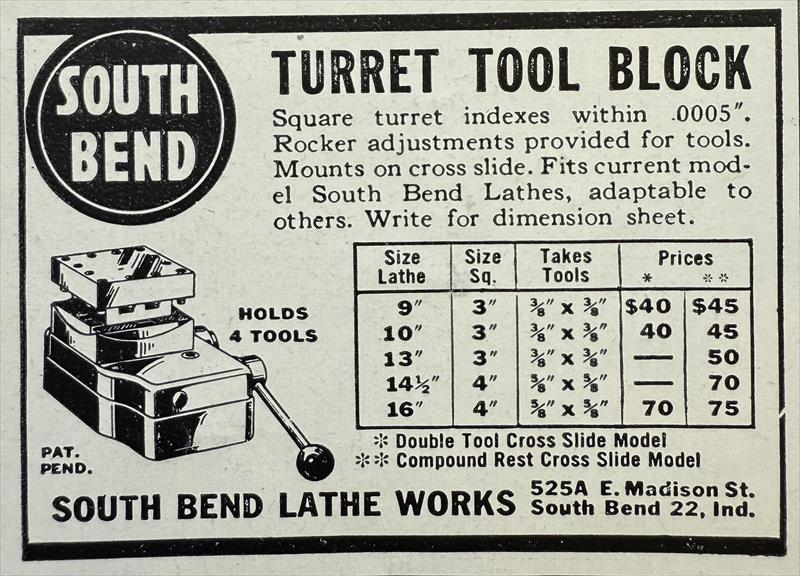 SOUTH
BEND
TURRET TOOL BLOCK
Square turret indexes within .0005".
Rocker adjustments provided for tools.
Mounts on cross slide. Fits current mod-
el South Bend Lathes, adaptable to
others. Write for dimension sheet.
HOLDS
4 TOOLS
PAT.
PEND.
Size Lathe Size Sq. Takes Tools Prices * **
9" 3" 3/8" x 3/8" $40 $45
10" 3" 3/8" x 3/8" 40 45
13" 3" 3/8" x 3/8" — 50
14½" 4" 5/8" x 5/8" — 70
16" 4" 5/8" x 5/8" 70 75
* Double Tool Cross Slide Model
** Compound Rest Cross Slide Model
SOUTH BEND LATHE WORKS
525A E. Madison St.
South Bend 22, Ind.